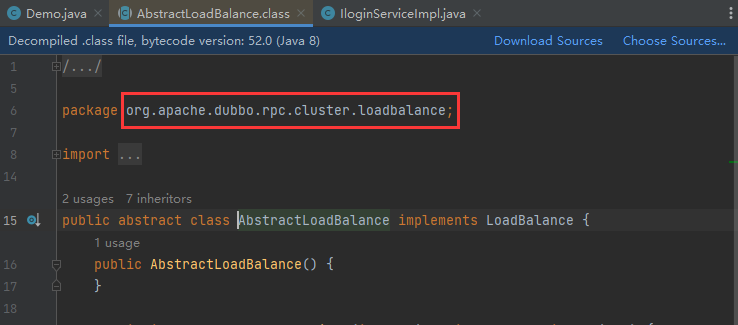 Demo.java AbstractLoadBalance.class IloginServiceImpl.java
Decompiled .class file, bytecode version: 52.0 (Java 8) Download Sources Choose Sources...
1 /.../
5
6 package org.apache.dubbo.rpc.cluster.loadbalance;
7
8 import ...
14
2 usages 7 inheritors
15 public abstract class AbstractLoadBalance implements LoadBalance {
1 usage
16 public AbstractLoadBalance() {
17 }
18